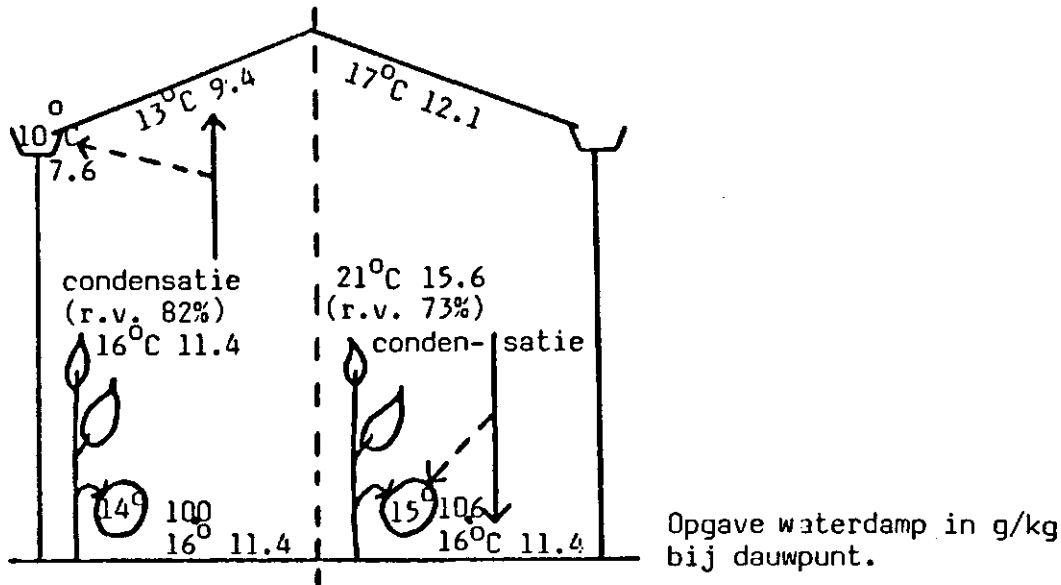 13°C 9.4
17°C 12.1
10°C
7.6
condensatie
(r.v. 82%)
16°C 11.4
21°C 15.6
(r.v. 73%)
conden-satie
14° 100
16° 11.4
15° 106
16°C 11.4
Opgave waterdamp in g/kg
bij dauwpunt.